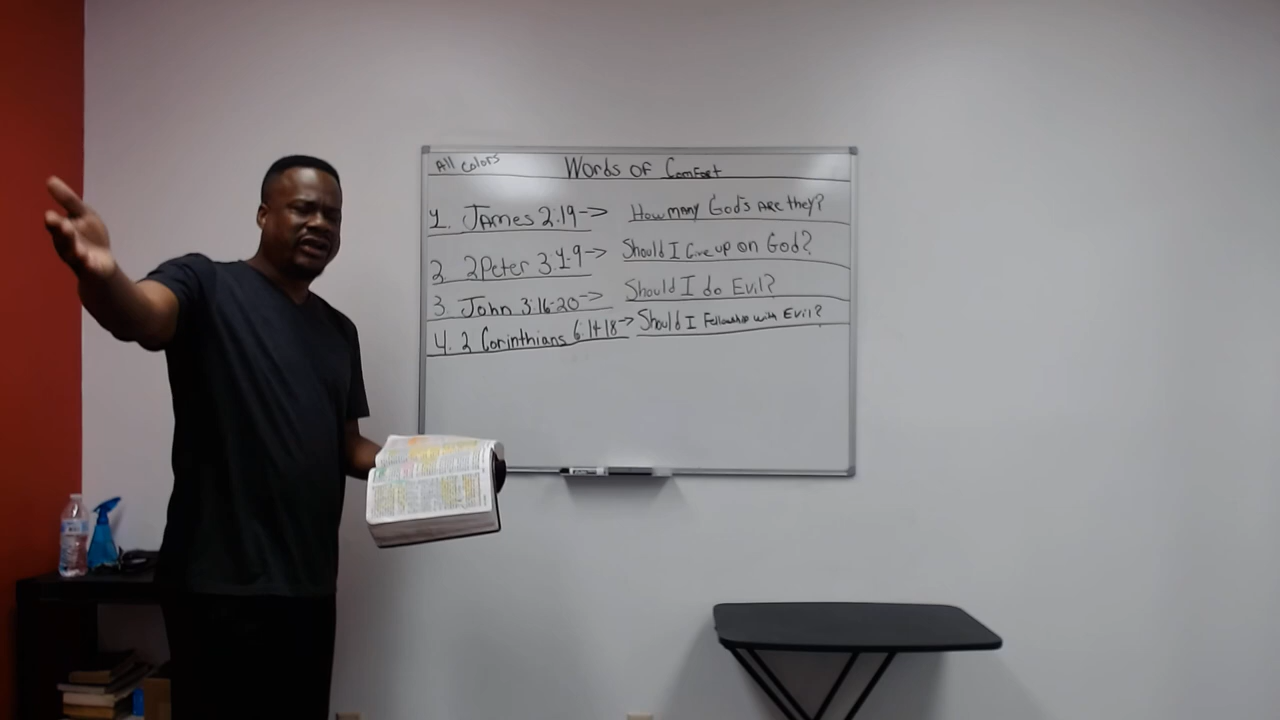 All Colors
Words of Comfort
1. James 2:19-> How many God's Are they?
2. 2Peter 3:1-9-> Should I Give up on God?
3. John 3:16-20-> Should I do Evil?
4. 2 Corinthians 6:14-18-> Should I Fellowship with Evil?